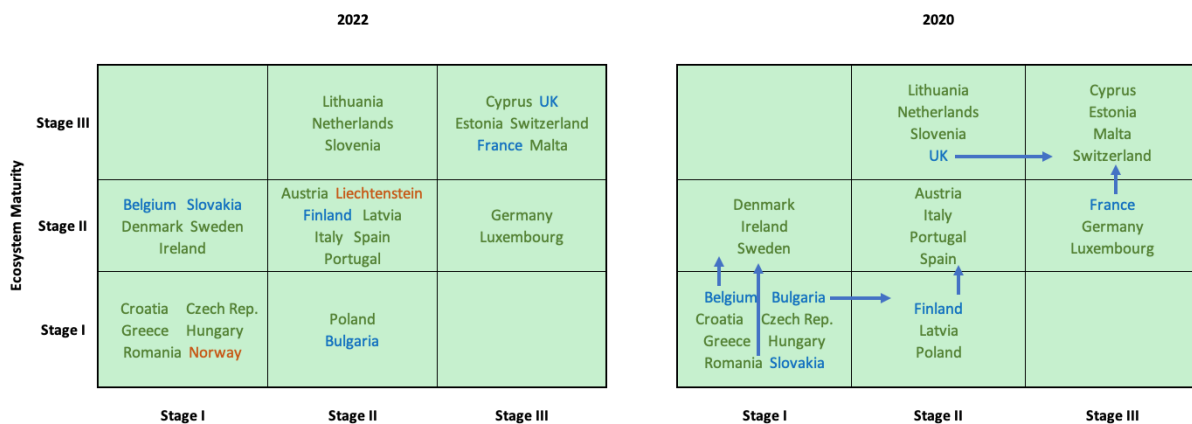 2022
2020
Ecosystem Maturity
Stage III
Lithuania
Netherlands
Slovenia
Cyprus UK
Estonia Switzerland
France Malta
Stage II
Belgium Slovakia
Denmark Sweden
Ireland
Austria Liechtenstein
Finland Latvia
Italy Spain
Portugal
Germany
Luxembourg
Stage I
Croatia Czech Rep.
Greece Hungary
Romania Norway
Poland
Bulgaria
Stage I
Stage II
Stage III
Lithuania
Netherlands
Slovenia
UK
Cyprus
Estonia
Malta
Switzerland
Denmark
Ireland
Sweden
Austria
Italy
Portugal
Spain
France
Germany
Luxembourg
Belgium Bulgaria
Croatia Czech Rep.
Greece Hungary
Romania Slovakia
Finland
Latvia
Poland
Stage I
Stage II
Stage III